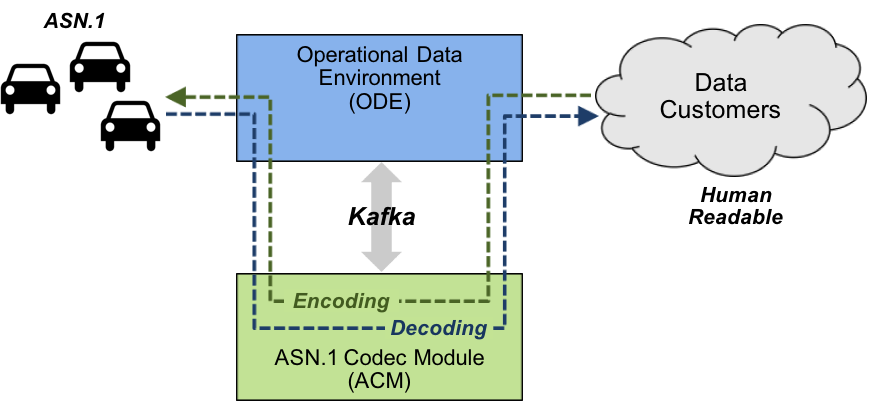 ASN.1
Operational Data
Environment
(ODE)
Data
Customers
Human
Readable
Kafka
Encoding
Decoding
ASN.1 Codec Module
(ACM)